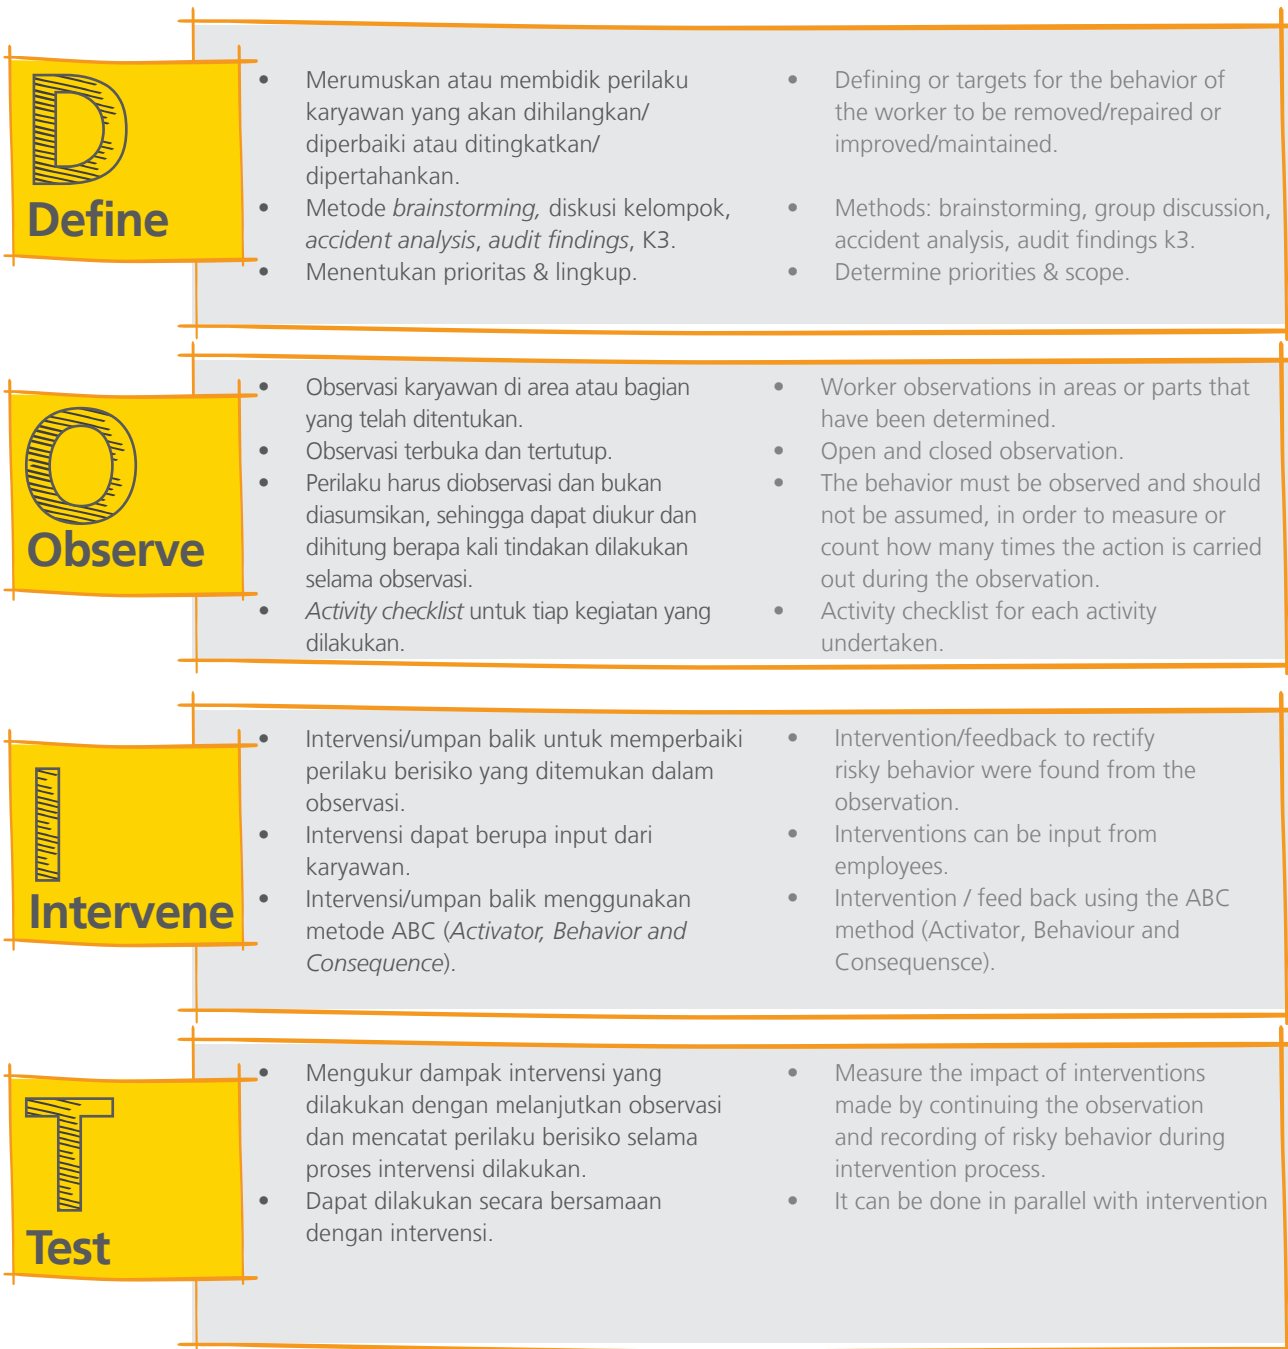 D
Define
• Merumuskan atau membidik perilaku
karyawan yang akan dihilangkan/
diperbaiki atau ditingkatkan/
dipertahankan.
• Metode brainstorming, diskusi kelompok,
accident analysis, audit findings, K3.
• Menentukan prioritas & lingkup.
• Defining or targets for the behavior of
the worker to be removed/repaired or
improved/maintained.
• Methods: brainstorming, group discussion,
accident analysis, audit findings k3.
• Determine priorities & scope.
O
Observe
• Observasi karyawan di area atau bagian
yang telah ditentukan.
• Observasi terbuka dan tertutup.
• Perilaku harus diobservasi dan bukan
diasumsikan, sehingga dapat diukur dan
dihitung berapa kali tindakan dilakukan
selama observasi.
• Activity checklist untuk tiap kegiatan yang
dilakukan.
• Worker observations in areas or parts that
have been determined.
• Open and closed observation.
• The behavior must be observed and should
not be assumed, in order to measure or
count how many times the action is carried
out during the observation.
• Activity checklist for each activity
undertaken.
I
Intervene
• Intervensi/umpan balik untuk memperbaiki
perilaku berisiko yang ditemukan dalam
observasi.
• Intervensi dapat berupa input dari
karyawan.
• Intervensi/umpan balik menggunakan
metode ABC (Activator, Behavior and
Consequence).
• Intervention/feedback to rectify
risky behavior were found from the
observation.
• Interventions can be input from
employees.
• Intervention / feed back using the ABC
method (Activator, Behaviour and
Consequensce).
T
Test
• Mengukur dampak intervensi yang
dilakukan dengan melanjutkan observasi
dan mencatat perilaku berisiko selama
proses intervensi dilakukan.
• Dapat dilakukan secara bersamaan
dengan intervensi.
• Measure the impact of interventions
made by continuing the observation
and recording of risky behavior during
intervention process.
• It can be done in parallel with intervention